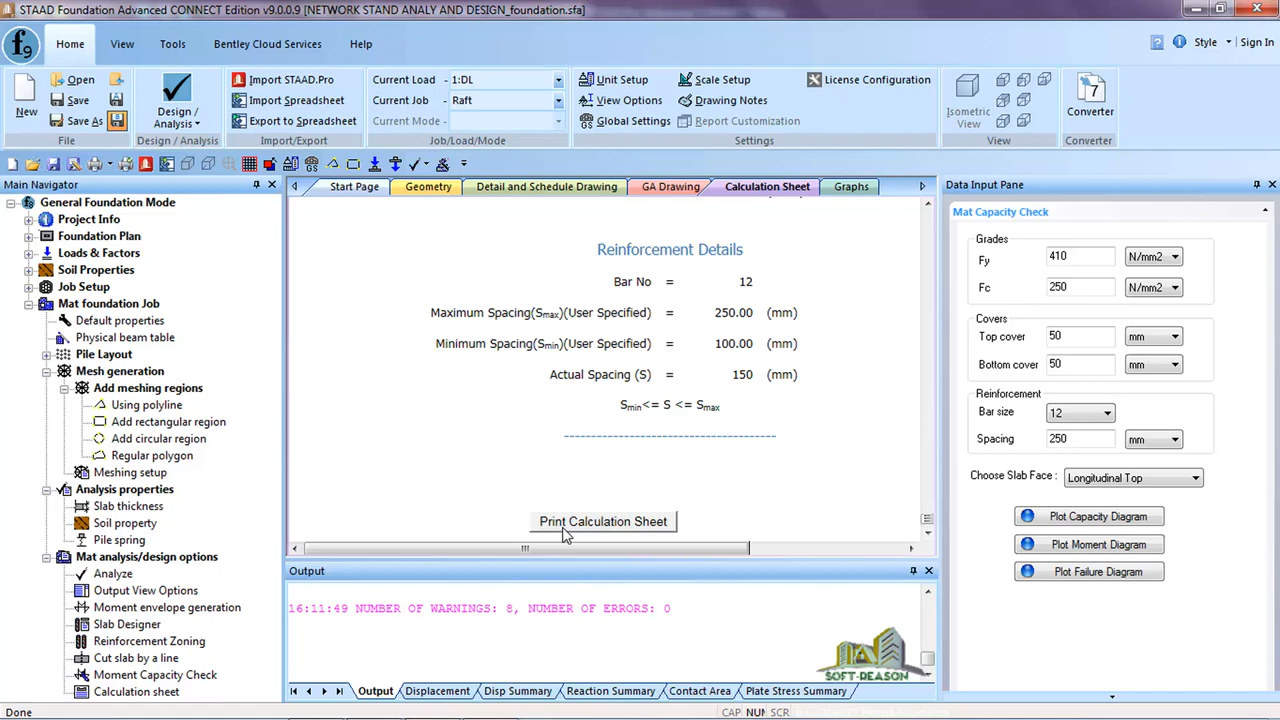 STAAD Foundation Advanced CONNECT Edition v9.0.0.9 [NETWORK STAND ANALY AND DESIGN_foundation.sfa]
Home View Tools Bentley Cloud Services Help Style Sign In
New Open Save Save As File
Design / Analysis Design / Analysis
Import STAAD.Pro Import Spreadsheet Export to Spreadsheet Import/Export
Current Load 1:DL
Current Job Raft
Current Mode
Job/Load/Mode
Unit Setup Scale Setup License Configuration
View Options Drawing Notes
Global Settings Report Customization
Settings
Isometric View View
Converter Converter
Main Navigator
General Foundation Mode
Project Info
Foundation Plan
Loads & Factors
Soil Properties
Job Setup
Mat foundation Job
Default properties
Physical beam table
Pile Layout
Mesh generation
Add meshing regions
Using polyline
Add rectangular region
Add circular region
Regular polygon
Meshing setup
Analysis properties
Slab thickness
Soil property
Pile spring
Mat analysis/design options
Analyze
Output View Options
Moment envelope generation
Slab Designer
Reinforcement Zoning
Cut slab by a line
Moment Capacity Check
Calculation sheet
Start Page Geometry Detail and Schedule Drawing GA Drawing Calculation Sheet Graphs
Reinforcement Details
Bar No = 12
Maximum Spacing(Smax)(User Specified) = 250.00 (mm)
Minimum Spacing(Smin)(User Specified) = 100.00 (mm)
Actual Spacing (S) = 150 (mm)
Smin<= S <= Smax
Print Calculation Sheet
Output
16:11:49 NUMBER OF WARNINGS: 8, NUMBER OF ERRORS: 0
SOFT-REASON
Output Displacement Disp Summary Reaction Summary Contact Area Plate Stress Summary
Data Input Pane
Mat Capacity Check
Grades
Fy 410 N/mm2
Fc 250 N/mm2
Covers
Top cover 50 mm
Bottom cover 50 mm
Reinforcement
Bar size 12
Spacing 250 mm
Choose Slab Face : Longitudinal Top
Plot Capacity Diagram
Plot Moment Diagram
Plot Failure Diagram
Done CAP NUM SCR